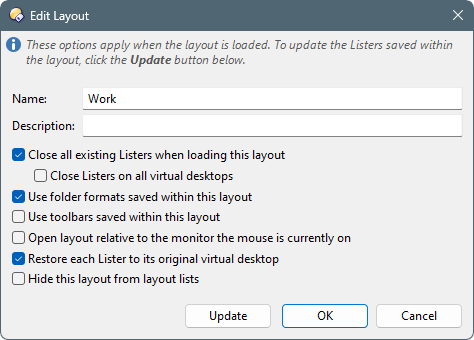 Edit Layout
These options apply when the layout is loaded. To update the Listers saved within
the layout, click the Update button below.
Name: Work
Description:
Close all existing Listers when loading this layout
Close Listers on all virtual desktops
Use folder formats saved within this layout
Use toolbars saved within this layout
Open layout relative to the monitor the mouse is currently on
Restore each Lister to its original virtual desktop
Hide this layout from layout lists
Update OK Cancel